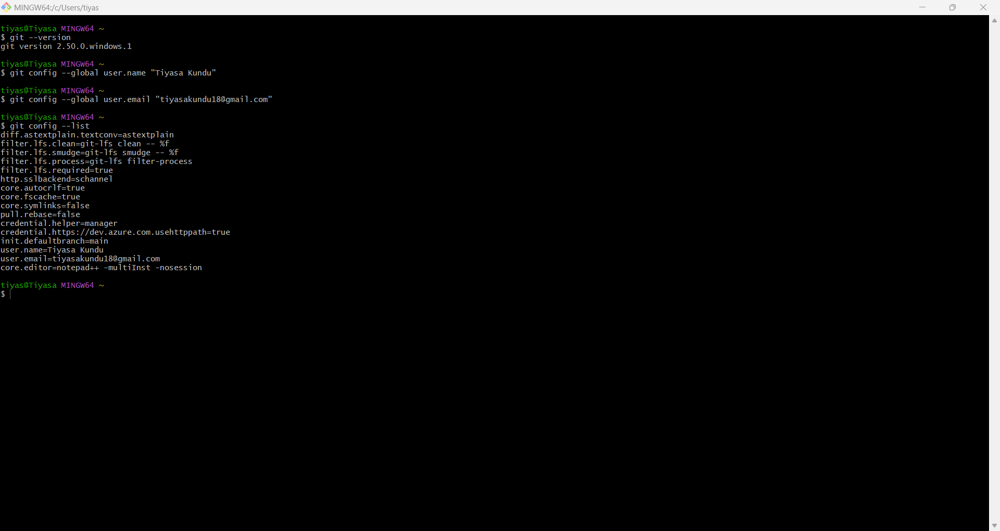 MINGW64:/c/Users/tiyas
tiyas@Tiyasa MINGW64 ~
$ git --version
git version 2.50.0.windows.1
tiyas@Tiyasa MINGW64 ~
$ git config --global user.name "Tiyasa Kundu"
tiyas@Tiyasa MINGW64 ~
$ git config --global user.email "tiyasakundu18@gmail.com"
tiyas@Tiyasa MINGW64 ~
$ git config --list
diff.astextplain.textconv=astextplain
filter.lfs.clean=git-lfs clean -- %f
filter.lfs.smudge=git-lfs smudge -- %f
filter.lfs.process=git-lfs filter-process
filter.lfs.required=true
http.sslbackend=schannel
core.autocrlf=true
core.fscache=true
core.symlinks=false
pull.rebase=false
credential.helper=manager
credential.https://dev.azure.com.usehttppath=true
init.defaultbranch=main
user.name=Tiyasa Kundu
user.email=tiyasakundu18@gmail.com
core.editor=notepad++ -multiInst -nosession
tiyas@Tiyasa MINGW64 ~
$